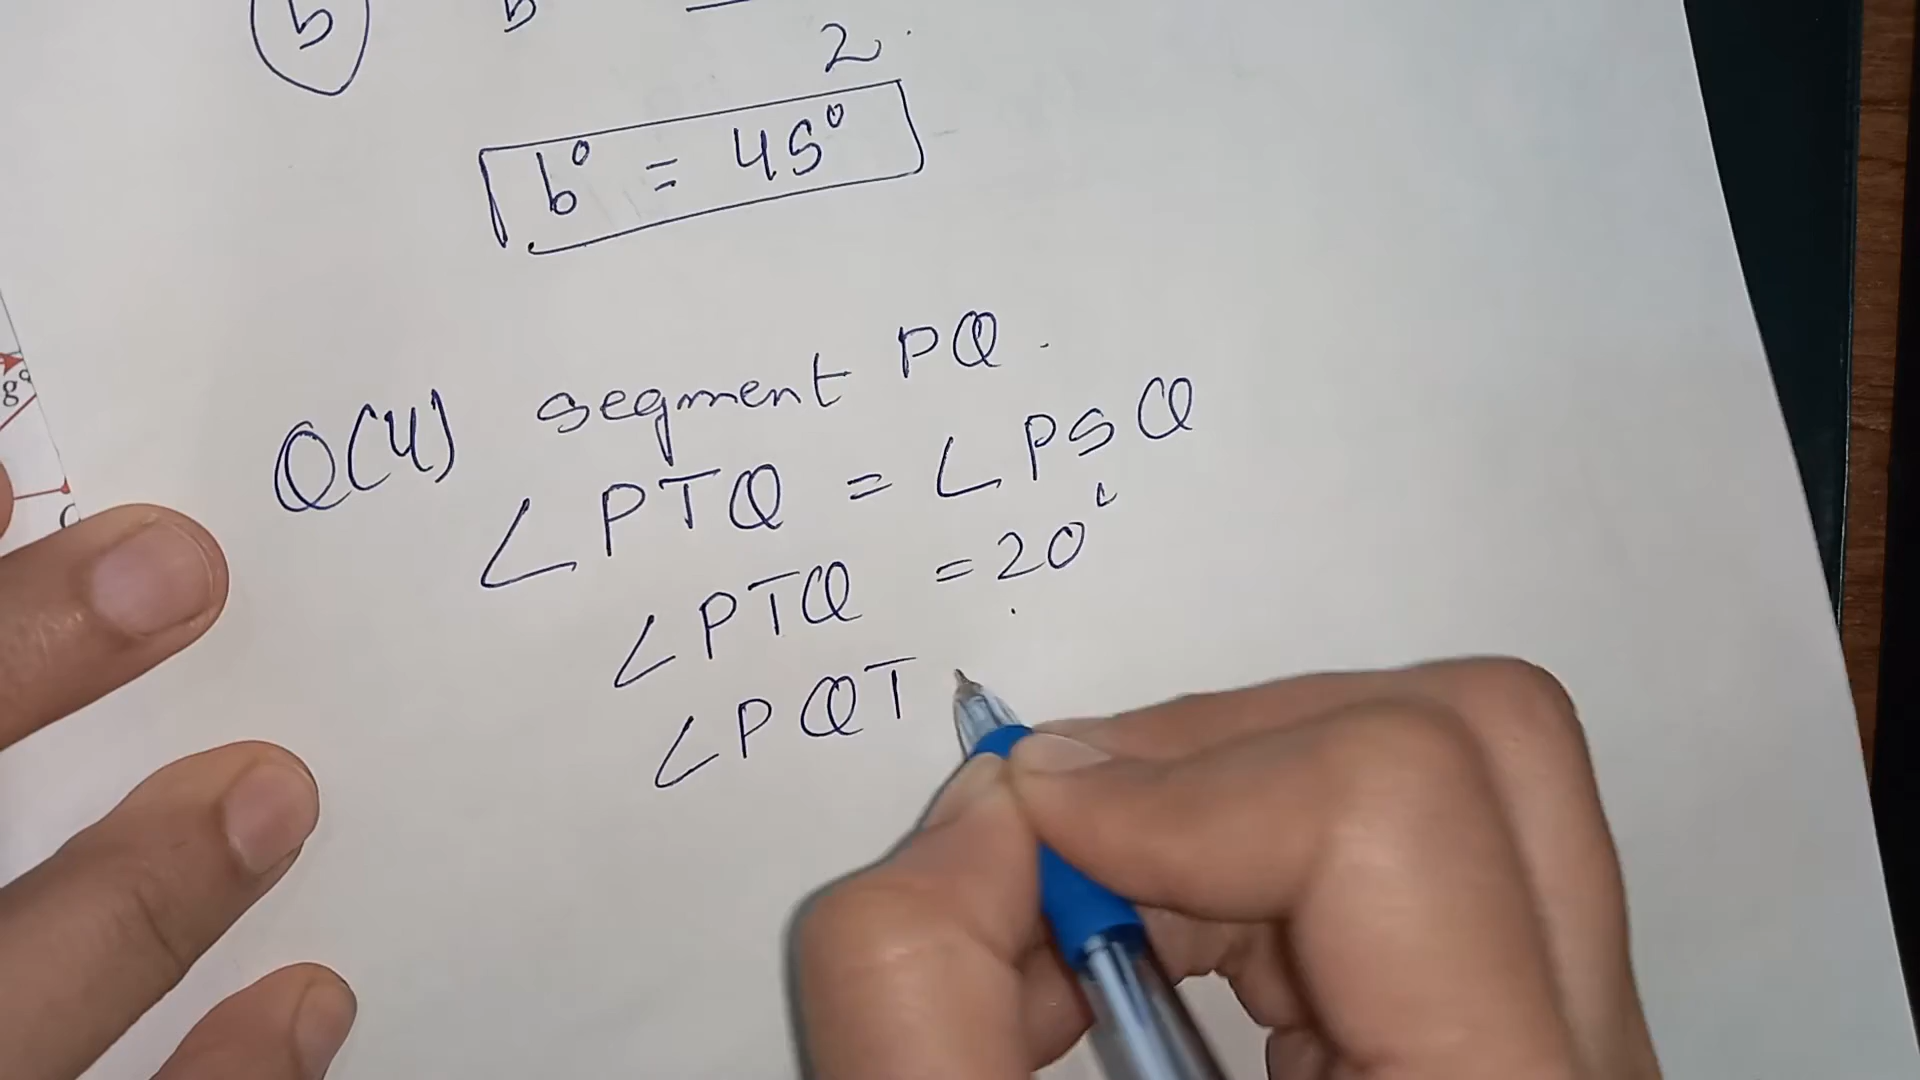 b b
2
b° = 45°
Q(4) segment PQ.
∠PTQ = ∠PSQ
∠PTQ = 20°
∠PQT
g°